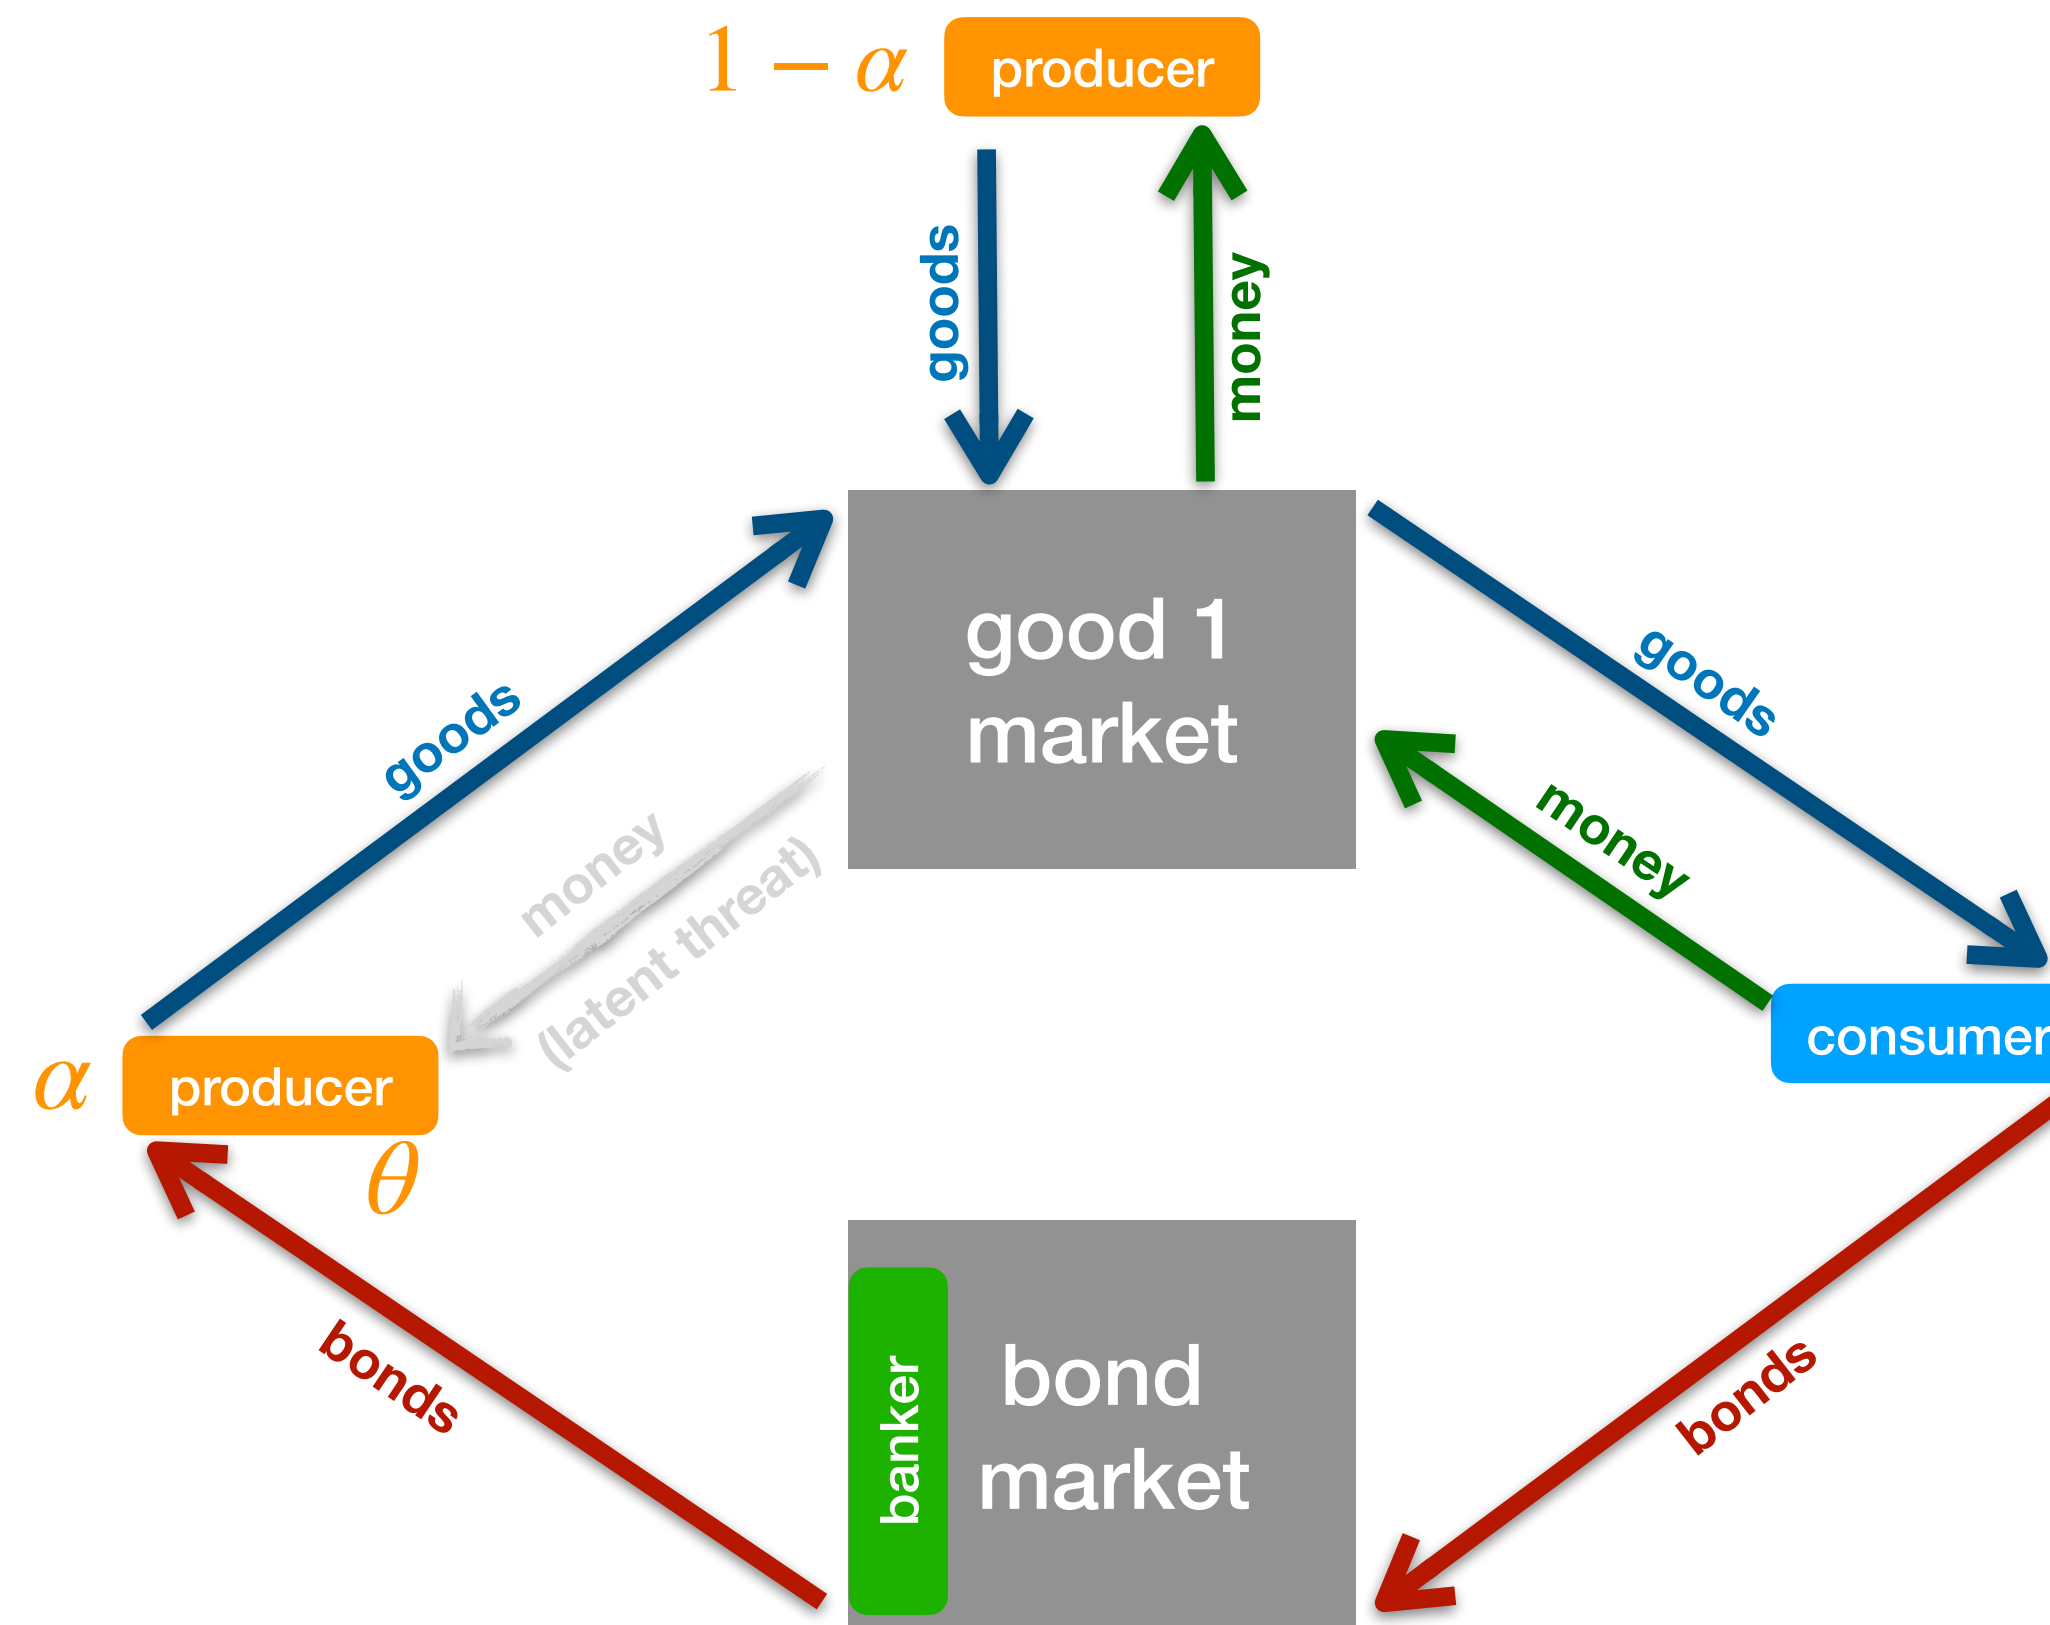 1 − α
producer
goods
money
good 1
market
goods
goods
money
money
(latent threat)
consumer
α
producer
θ
bonds
banker
bond
market
bonds